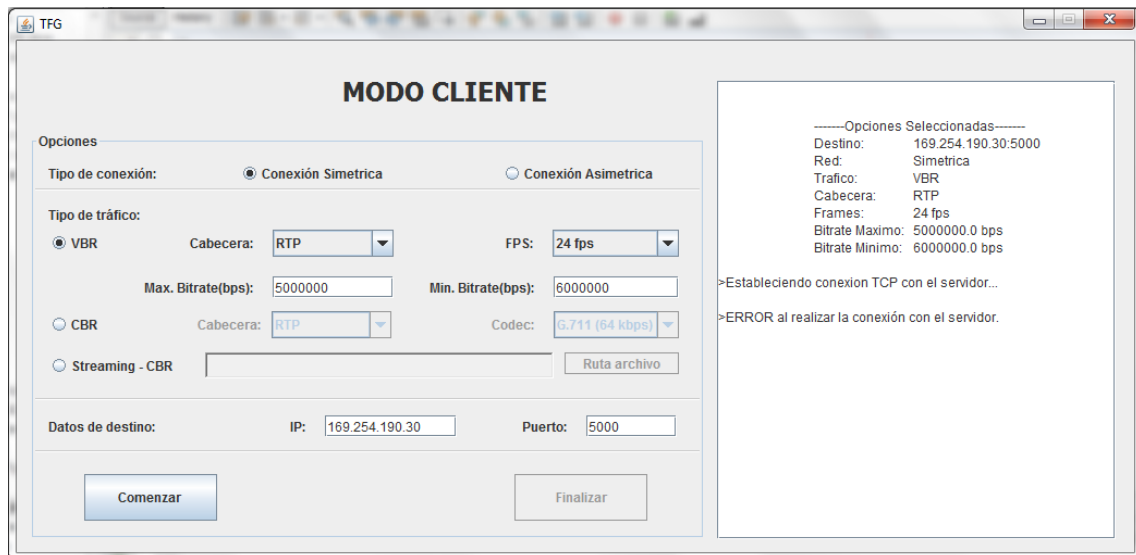 TFG
MODO CLIENTE
Opciones
Tipo de conexión: Conexión Simetrica Conexión Asimetrica
Tipo de tráfico:
VBR Cabecera: RTP FPS: 24 fps
Max. Bitrate(bps): 5000000 Min. Bitrate(bps): 6000000
CBR Cabecera: RTP Codec: G.711 (64 kbps)
Streaming - CBR Ruta archivo
Datos de destino: IP: 169.254.190.30 Puerto: 5000
Comenzar Finalizar
-------Opciones Seleccionadas-------
Destino: 169.254.190.30:5000
Red: Simetrica
Trafico: VBR
Cabecera: RTP
Frames: 24 fps
Bitrate Maximo: 5000000.0 bps
Bitrate Minimo: 6000000.0 bps
>Estableciendo conexion TCP con el servidor...
>ERROR al realizar la conexión con el servidor.